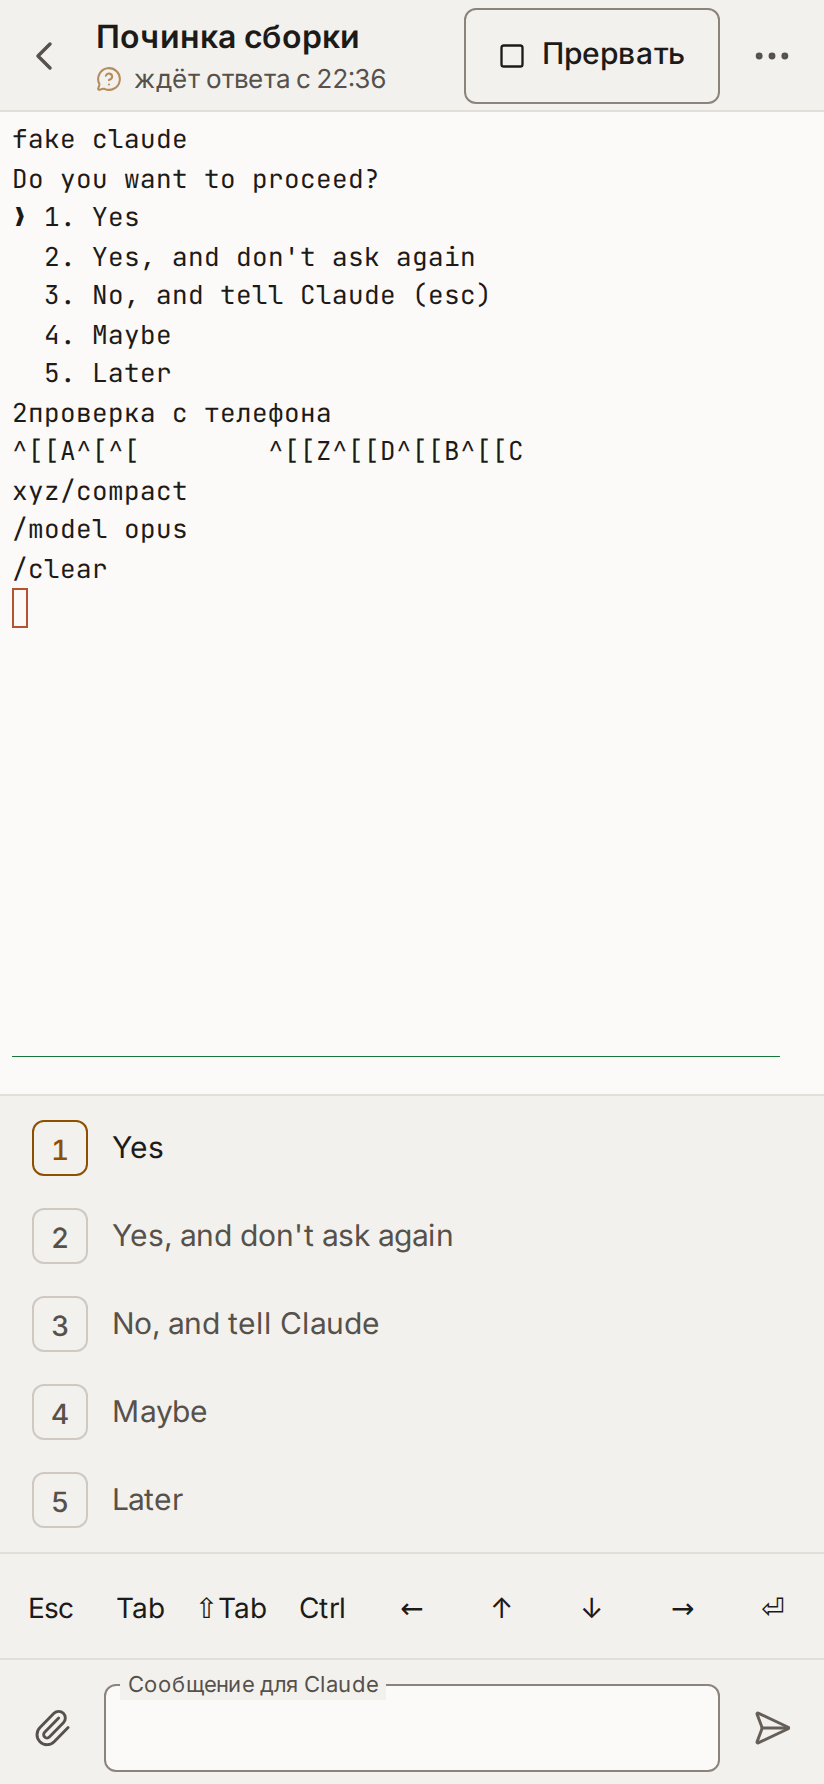 Починка сборки
ждёт ответа с 22:36
Прервать
fake claude
Do you want to proceed?
❯ 1. Yes
2. Yes, and don't ask again
3. No, and tell Claude (esc)
4. Maybe
5. Later
2проверка с телефона
^[[A^[^[        ^[[Z^[[D^[[B^[[C
xyz/compact
/model opus
/clear
1 Yes
2 Yes, and don't ask again
3 No, and tell Claude
4 Maybe
5 Later
Esc Tab ⇧Tab Ctrl ← ↑ ↓ → ⏎
Сообщение для Claude